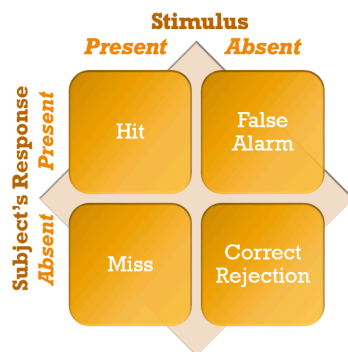 Stimulus
Present Absent
Subject's Response
Present
Absent
Hit
False
Alarm
Miss
Correct
Rejection